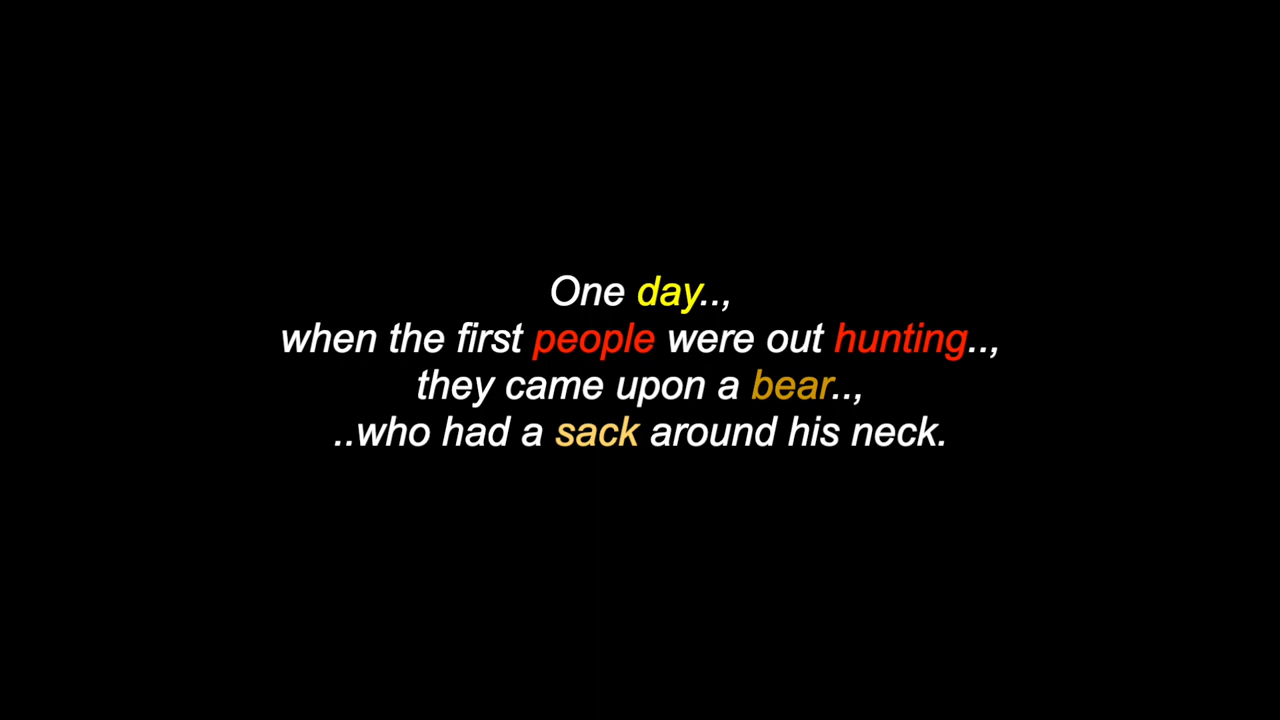 One day..,
when the first people were out hunting..,
they came upon a bear..,
..who had a sack around his neck.